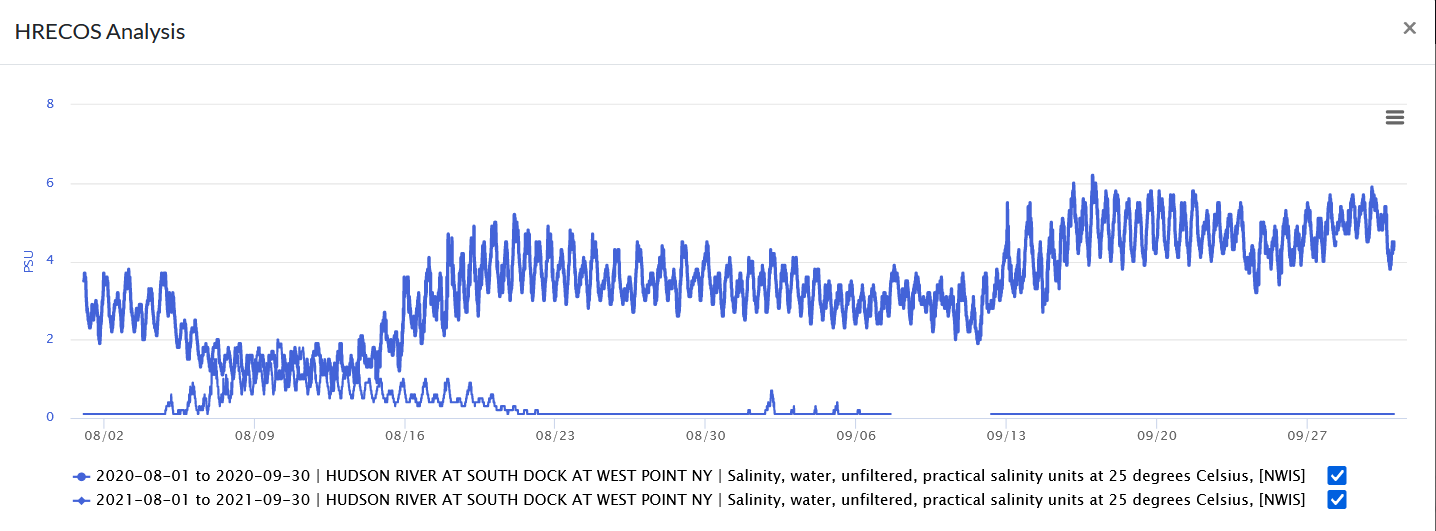 HRECOS Analysis
×
8
6
4
2
0
PSU
08/02 08/09 08/16 08/23 08/30 09/06 09/13 09/20 09/27
2020-08-01 to 2020-09-30 | HUDSON RIVER AT SOUTH DOCK AT WEST POINT NY | Salinity, water, unfiltered, practical salinity units at 25 degrees Celsius, [NWIS]
2021-08-01 to 2021-09-30 | HUDSON RIVER AT SOUTH DOCK AT WEST POINT NY | Salinity, water, unfiltered, practical salinity units at 25 degrees Celsius, [NWIS]